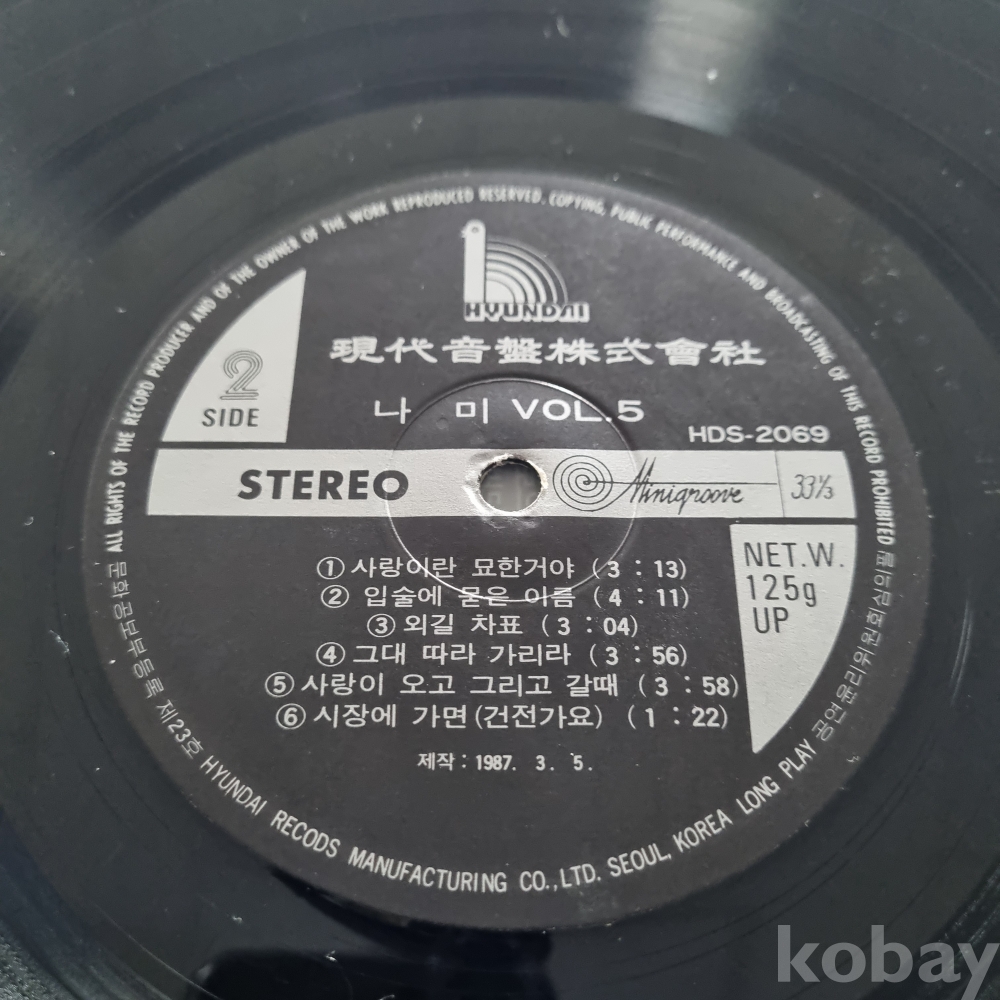 HYUNDAI
現代音盤株式會社
나 미 VOL.5
HDS-2069
2
SIDE
STEREO
Minigroove
33⅓
NET.W.
125g
UP
① 사랑이란 묘한거야 (3 : 13)
② 입술에 묻은 이름 (4 : 11)
③ 외길 차표 (3 : 04)
④ 그대 따라 가리라 (3 : 56)
⑤ 사랑이 오고 그리고 갈때 (3 : 58)
⑥ 시장에 가면(건전가요) (1 : 22)
제작 : 1987. 3. 5.
ALL RIGHTS OF THE RECORD PRODUCER AND OF THE OWNER OF THE WORK REPRODUCED RESERVED. COPYING, PUBLIC PERFORMANCE AND BROADCASTING OF THIS RECORD PROHIBITED
문화공보부등록 제23호 HYUNDAI RECODS MANUFACTURING CO.,LTD. SEOUL, KOREA LONG PLAY 공연윤리위원회심의필
kobay